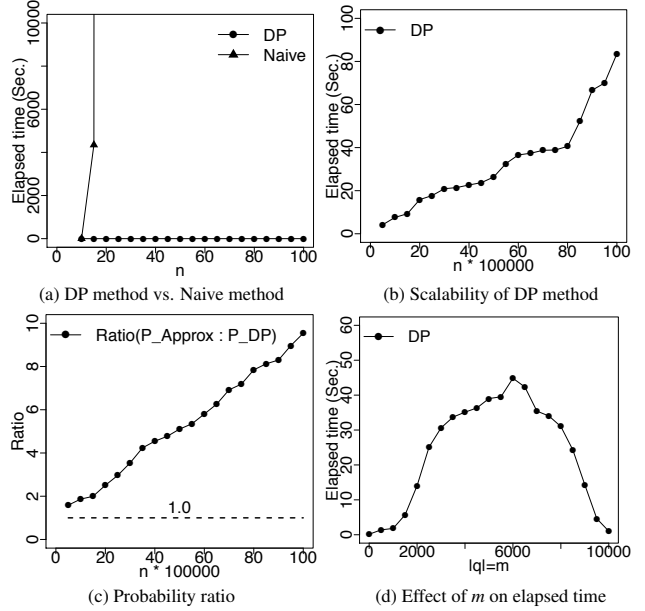 DP
Naive
Elapsed time (Sec.)
0 2000 6000 10000
20 40 60 80 100
n
(a) DP method vs. Naive method
DP
Elapsed time (Sec.)
0 20 40 60 80 100
0 20 40 60 80 100
n * 100000
(b) Scalability of DP method
Ratio(P_Approx : P_DP)
Ratio
0 2 4 6 8 10
1.0
0 20 40 60 80 100
n * 100000
(c) Probability ratio
DP
Elapsed time (Sec.)
0 10 20 30 40 50 60
0 2000 6000 10000
|q|=m
(d) Effect of m on elapsed time